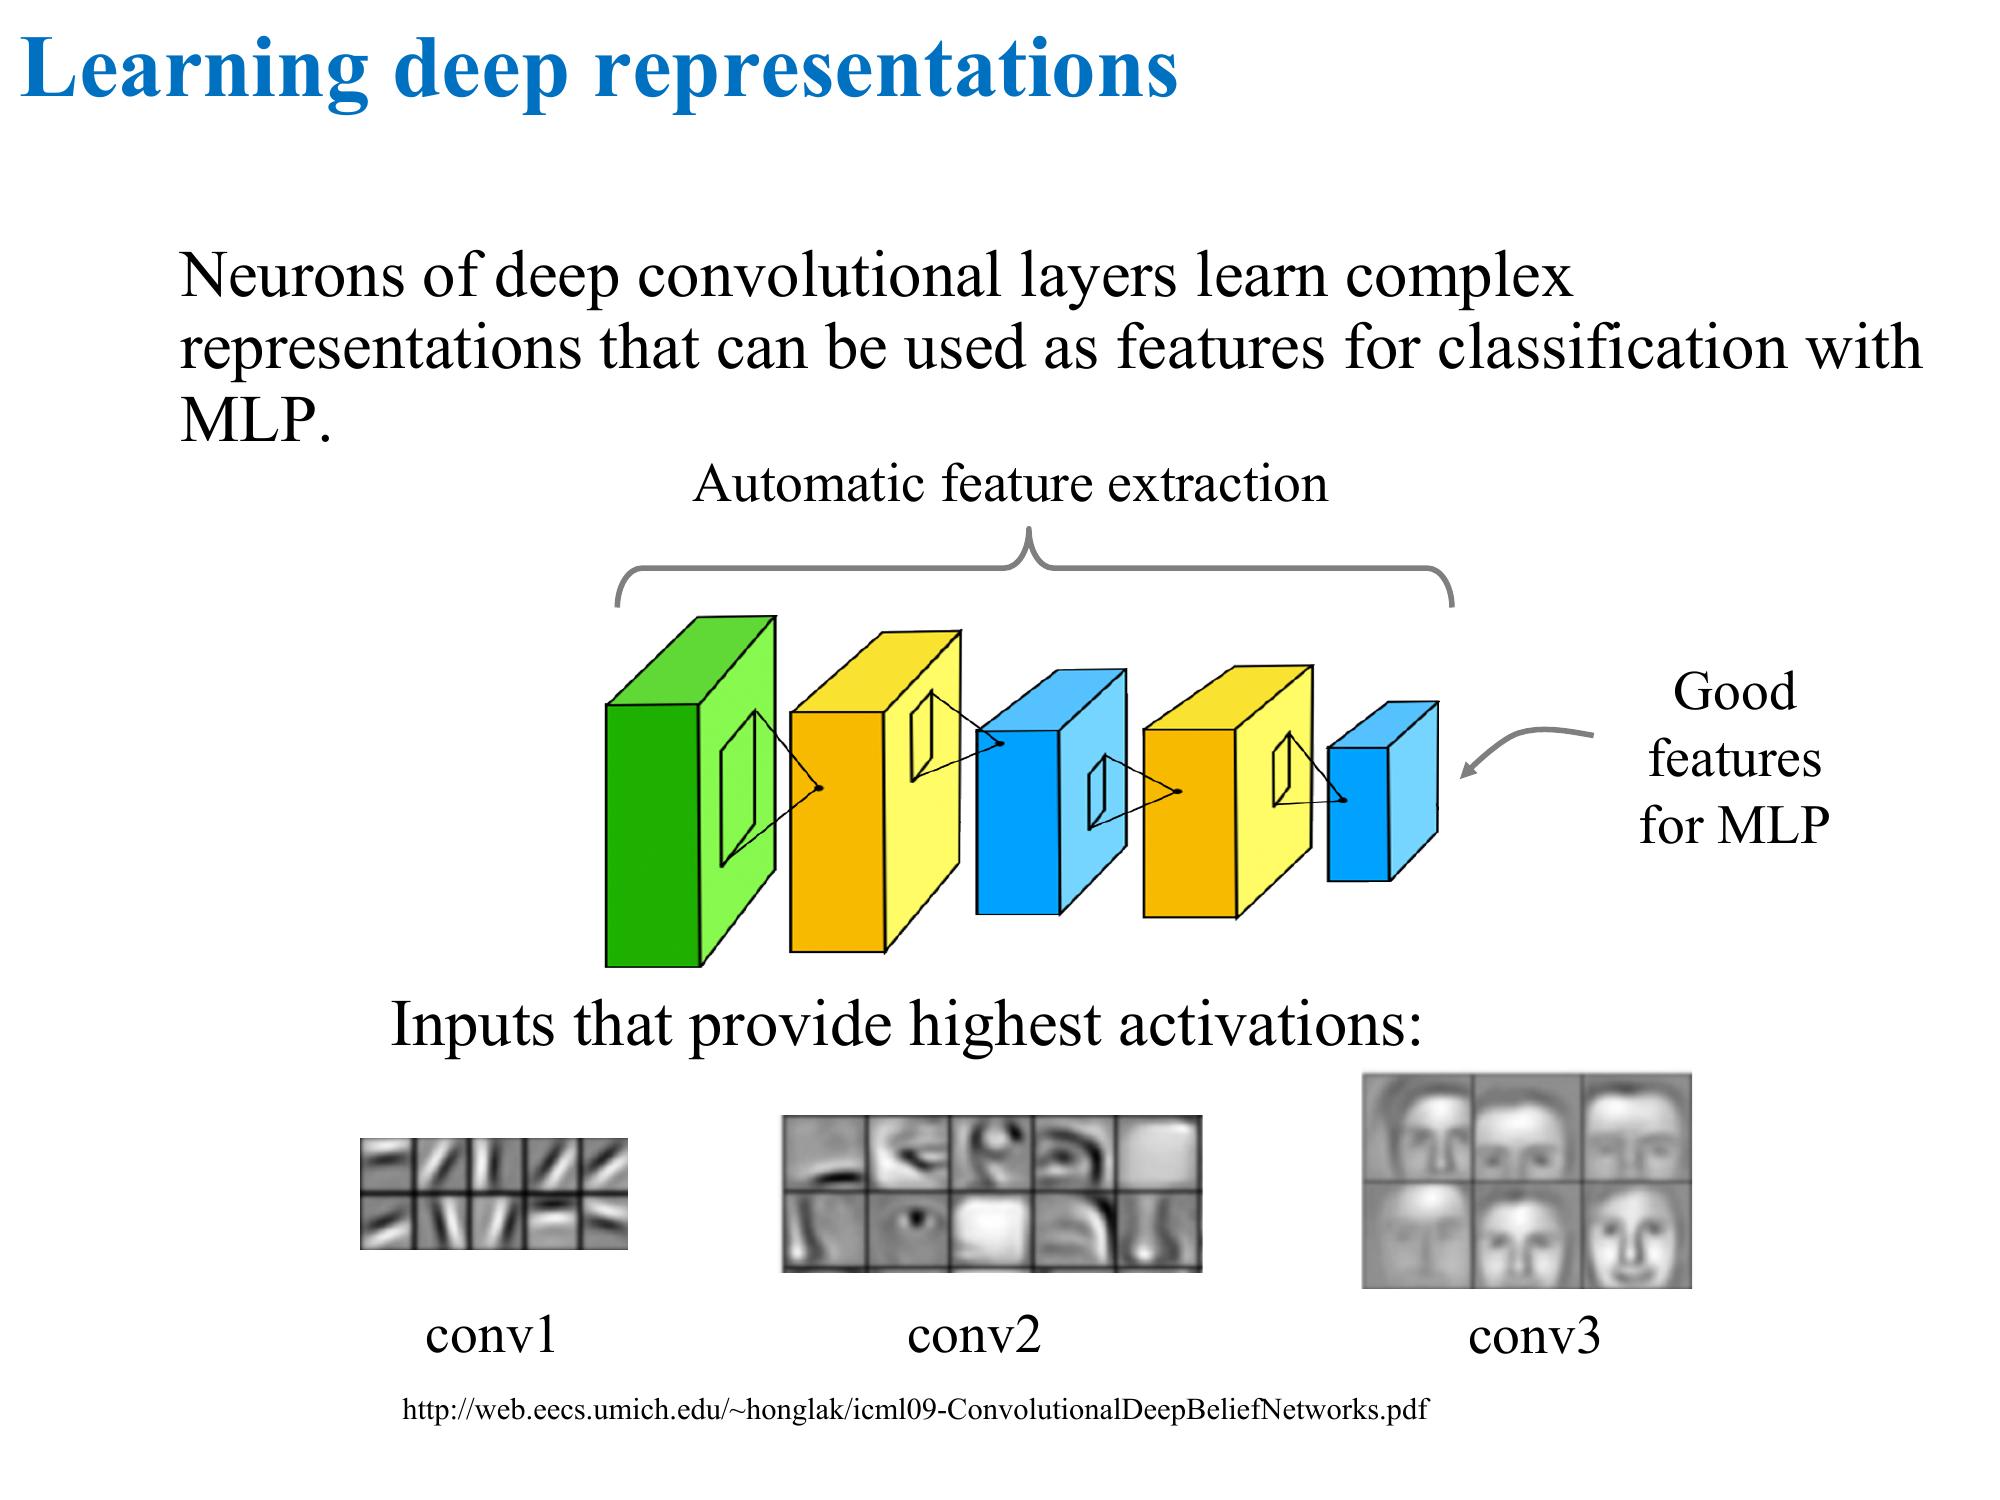 Learning deep representations
Neurons of deep convolutional layers learn complex
representations that can be used as features for classification with
MLP.
Automatic feature extraction
Good
features
for MLP
Inputs that provide highest activations:
conv1
conv2
conv3
http://web.eecs.umich.edu/~honglak/icml09-ConvolutionalDeepBeliefNetworks.pdf